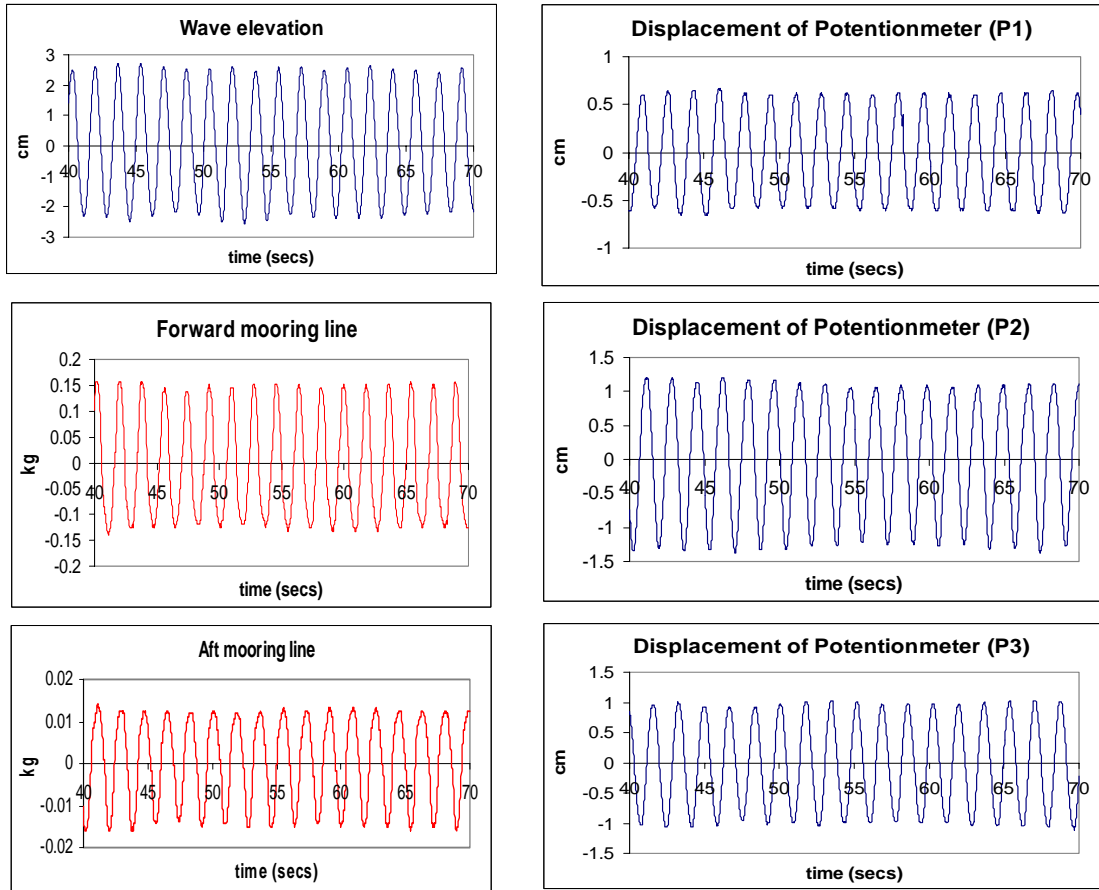 Wave elevation
3
2
1
0
-1
-2
-3
40 45 50 55 60 65 70
cm
time (secs)
Displacement of Potentionmeter (P1)
1
0.5
0
-0.5
-1
40 45 50 55 60 65 70
cm
time (secs)
Forward mooring line
0.2
0.15
0.1
0.05
0
-0.05
-0.1
0.15
0.2
40 45 50 55 60 65 70
kg
time (secs)
Displacement of Potentionmeter (P2)
1.5
1
0.5
0
-0.5
-1
-1.5
40 45 50 55 60 65 70
cm
time (secs)
Aft mooring line
0.02
0.01
0
-0.01
-0.02
40 45 50 55 60 65 70
kg
time (secs)
Displacement of Potentionmeter (P3)
1.5
1
0.5
0
-0.5
-1
-1.5
40 45 50 55 60 65 70
cm
time (secs)